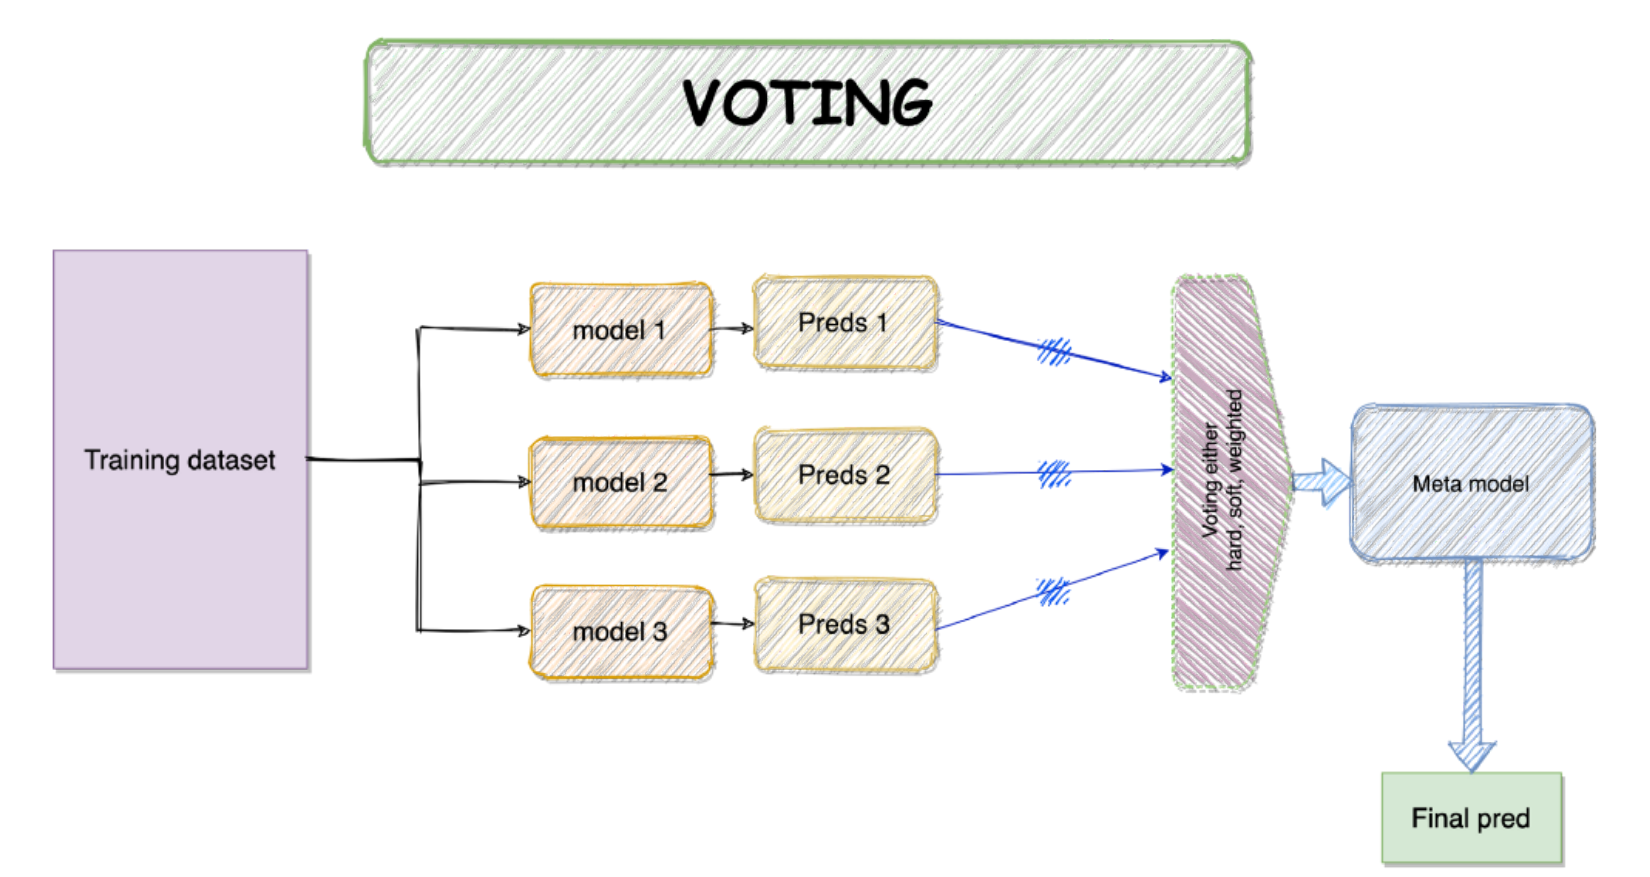 VOTING
Training dataset
model 1
Preds 1
model 2
Preds 2
model 3
Preds 3
Voting either
hard, soft, weighted
Meta model
Final pred